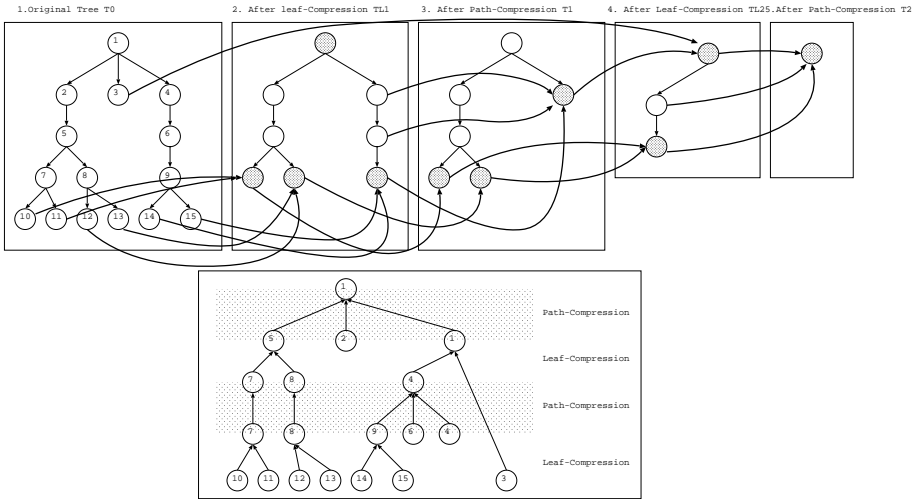 1.Original Tree T0
2. After leaf-Compression TL1
3. After Path-Compression T1
4. After Leaf-Compression TL2
5.After Path-Compression T2
1
2 3 4
5 6
7 8 9
10 11 12 13 14 15
1
Path-Compression
5 2 1
Leaf-Compression
7 8 4
Path-Compression
7 8 9 6 4
Leaf-Compression
10 11 12 13 14 15 3